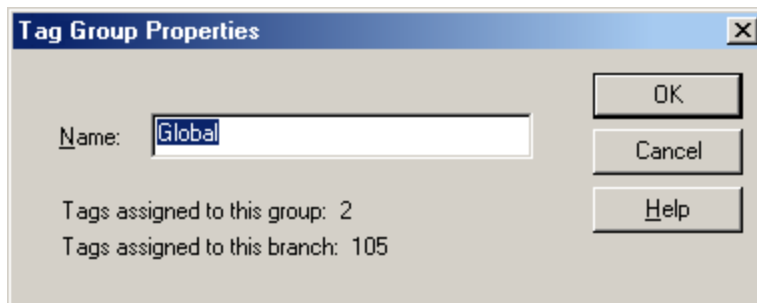 Tag Group Properties
Name: Global
OK
Cancel
Help
Tags assigned to this group: 2
Tags assigned to this branch: 105